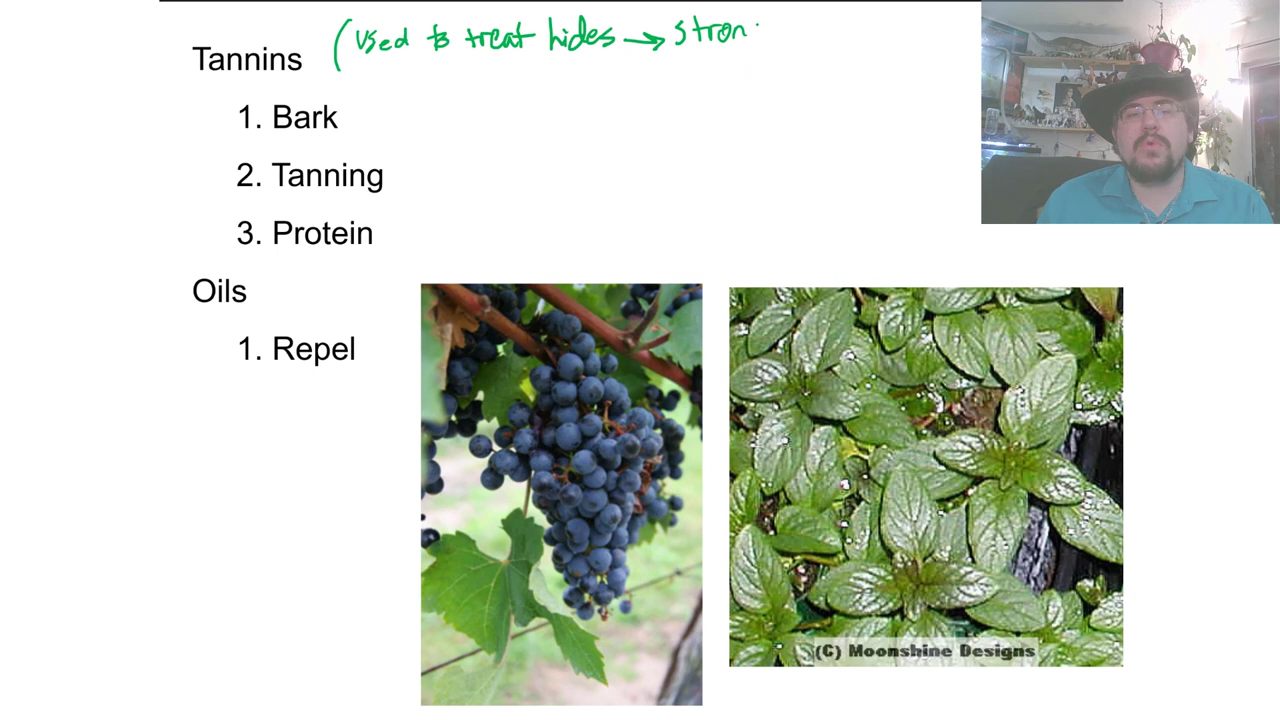 Tannins (used to treat hides → stron
1. Bark
2. Tanning
3. Protein
Oils
1. Repel
(C) Moonshine Designs